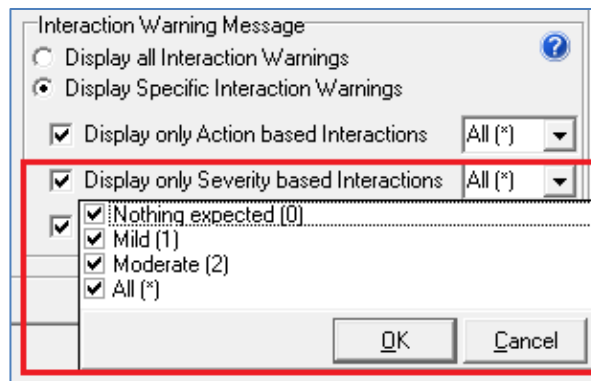 Interaction Warning Message
Display all Interaction Warnings
?
Display Specific Interaction Warnings
Display only Action based Interactions All (*)
Display only Severity based Interactions All (*)
Nothing expected (0)
Mild (1)
Moderate (2)
All (*)
OK Cancel